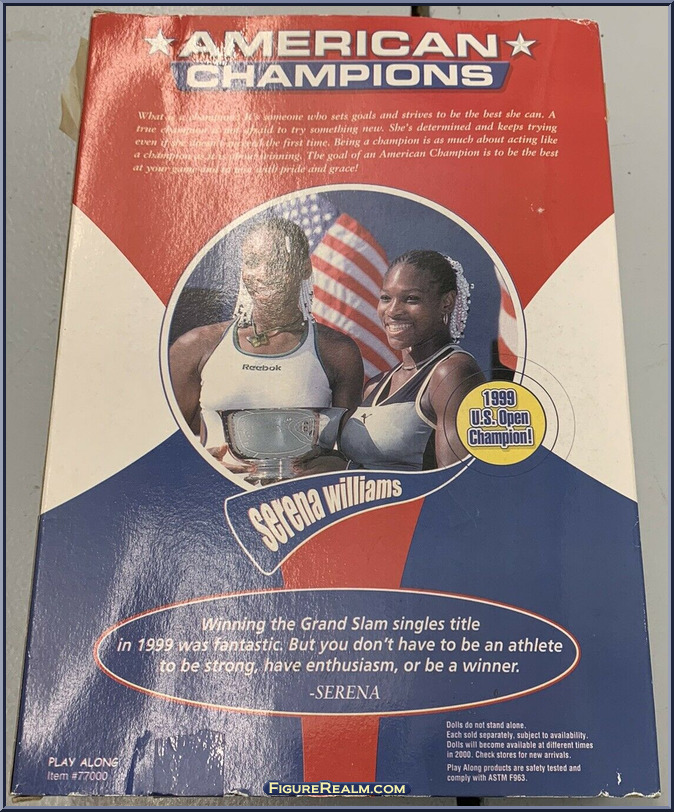 AMERICAN
CHAMPIONS
What is a champion? It's someone who sets goals and strives to be the best she can. A
true champion is not afraid to try something new. She's determined and keeps trying
even if she doesn't succeed the first time. Being a champion is as much about acting like
a champion as it is about winning. The goal of an American Champion is to be the best
at your game and to win with pride and grace!
Reebok
1999
U.S. Open
Champion!
Serena Williams
Winning the Grand Slam singles title
in 1999 was fantastic. But you don't have to be an athlete
to be strong, have enthusiasm, or be a winner.
-SERENA
Dolls do not stand alone.
Each sold separately, subject to availability.
Dolls will become available at different times
in 2000. Check stores for new arrivals.
Play Along products are safety tested and
comply with ASTM F963.
PLAY ALONG
Item #77000
FIGUREREALM.COM